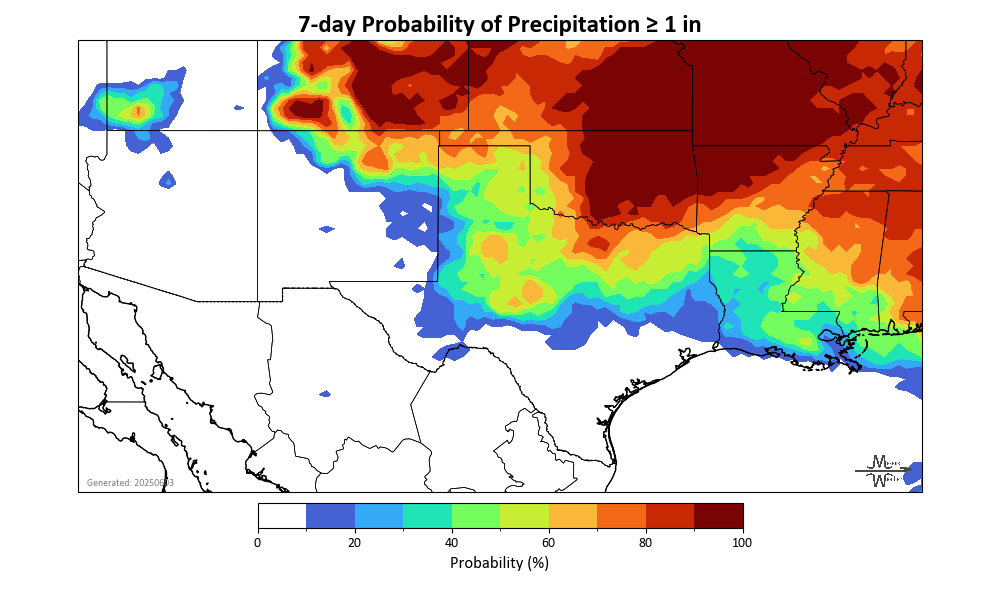 7-day Probability of Precipitation ≥ 1 in
Generated: 20250603
0 20 40 60 80 100
Probability (%)